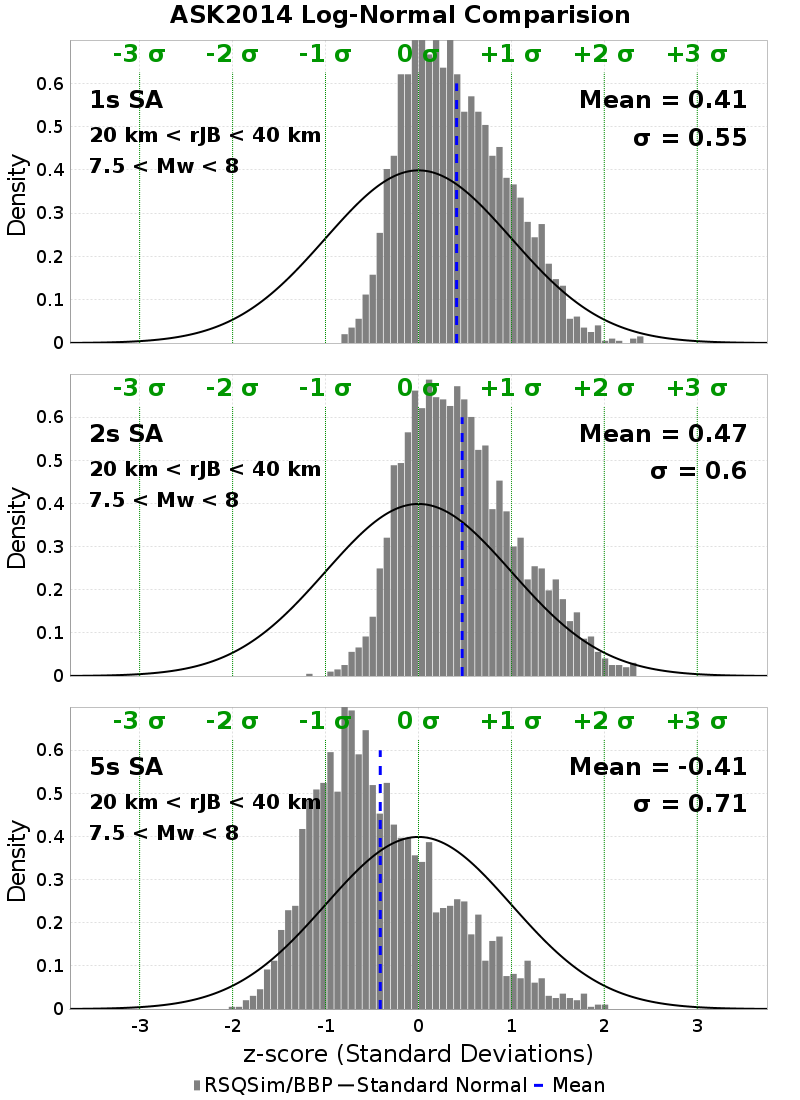 ASK2014 Log-Normal Comparision
-3 σ -2 σ -1 σ 0 σ +1 σ +2 σ +3 σ
1s SA
20 km < rJB < 40 km
7.5 < Mw < 8
Mean = 0.41
σ = 0.55
Density
0.6
0.5
0.4
0.3
0.2
0.1
0
-3 σ -2 σ -1 σ 0 σ +1 σ +2 σ +3 σ
2s SA
20 km < rJB < 40 km
7.5 < Mw < 8
Mean = 0.47
σ = 0.6
Density
0.6
0.5
0.4
0.3
0.2
0.1
0
-3 σ -2 σ -1 σ 0 σ +1 σ +2 σ +3 σ
5s SA
20 km < rJB < 40 km
7.5 < Mw < 8
Mean = -0.41
σ = 0.71
Density
0.6
0.5
0.4
0.3
0.2
0.1
0
-3 -2 -1 0 1 2 3
z-score (Standard Deviations)
RSQSim/BBP Standard Normal Mean